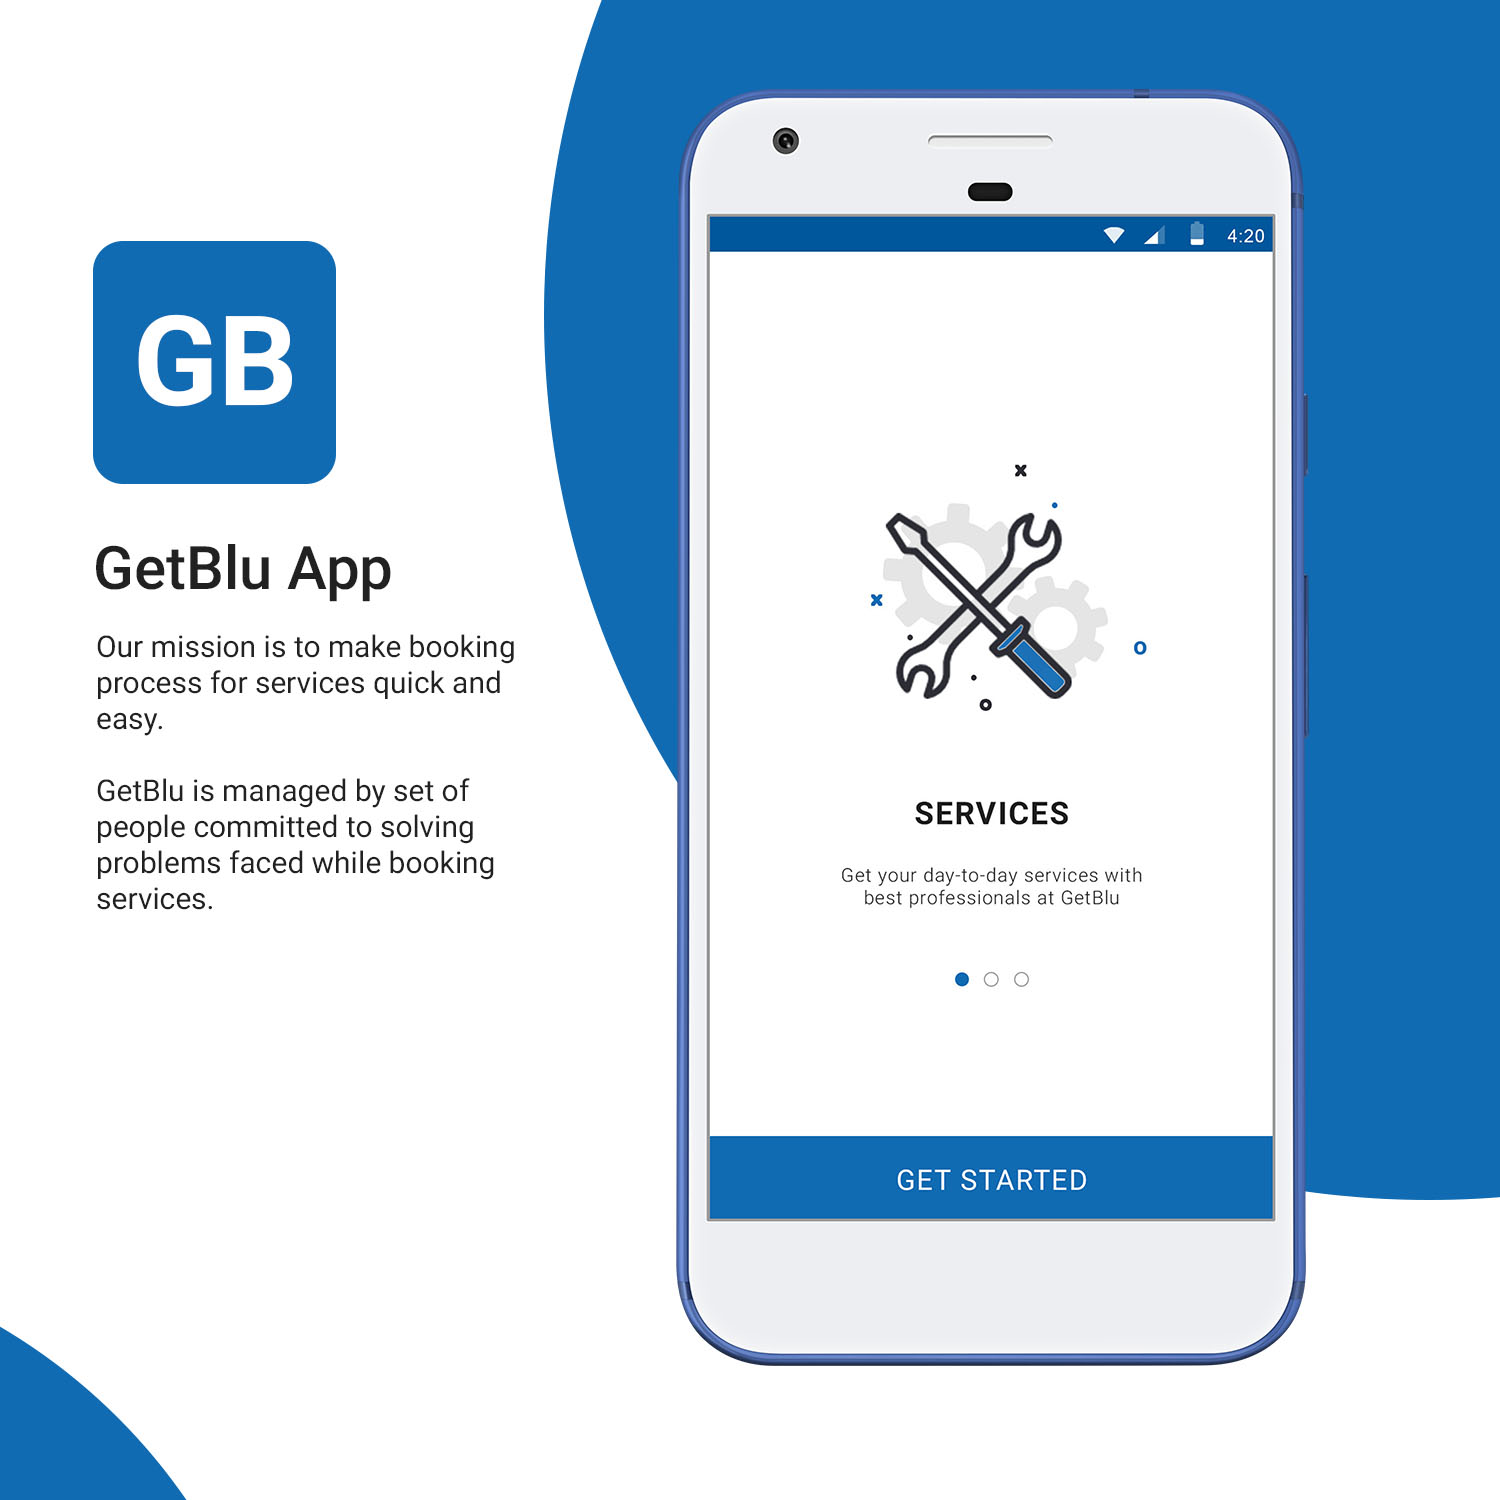 GB
GetBlu App
Our mission is to make booking
process for services quick and
easy.
GetBlu is managed by set of
people committed to solving
problems faced while booking
services.
4:20
SERVICES
Get your day-to-day services with
best professionals at GetBlu
GET STARTED